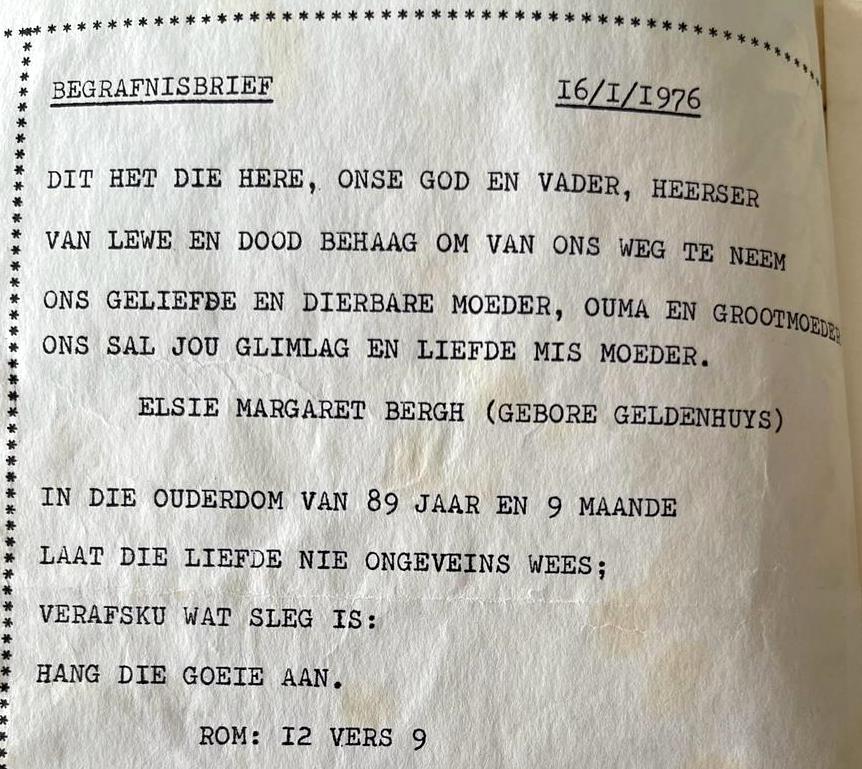 BEGRAFNISBRIEF 16/1/1976
DIT HET DIE HERE, ONSE GOD EN VADER, HEERSER
VAN LEWE EN DOOD BEHAAG OM VAN ONS WEG TE NEEM
ONS GELIEFDE EN DIERBARE MOEDER, OUMA EN GROOTMOEDER
ONS SAL JOU GLIMLAG EN LIEFDE MIS MOEDER.
ELSIE MARGARET BERGH (GEBORE GELDENHUYS)
IN DIE OUDERDOM VAN 89 JAAR EN 9 MAANDE
LAAT DIE LIEFDE NIE ONGEVEINS WEES;
VERAFSKU WAT SLEG IS:
HANG DIE GOEIE AAN.
ROM: 12 VERS 9